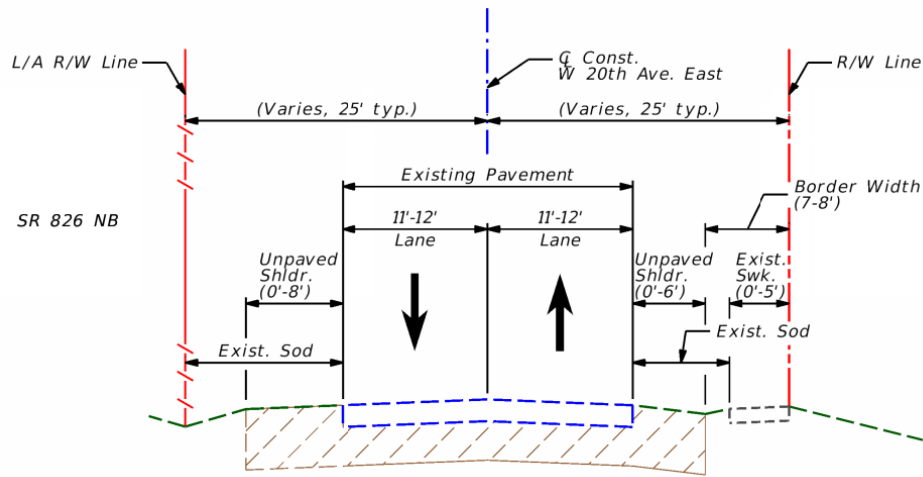 L/A R/W Line
℄ Const.
W 20th Ave. East
R/W Line
(Varies, 25' typ.)
(Varies, 25' typ.)
Existing Pavement
Border Width
(7-8')
SR 826 NB
11'-12'
Lane
11'-12'
Lane
Unpaved
Shldr.
(0'-8')
Unpaved
Shldr.
(0'-6')
Exist.
Swk.
(0'-5')
Exist. Sod
Exist. Sod